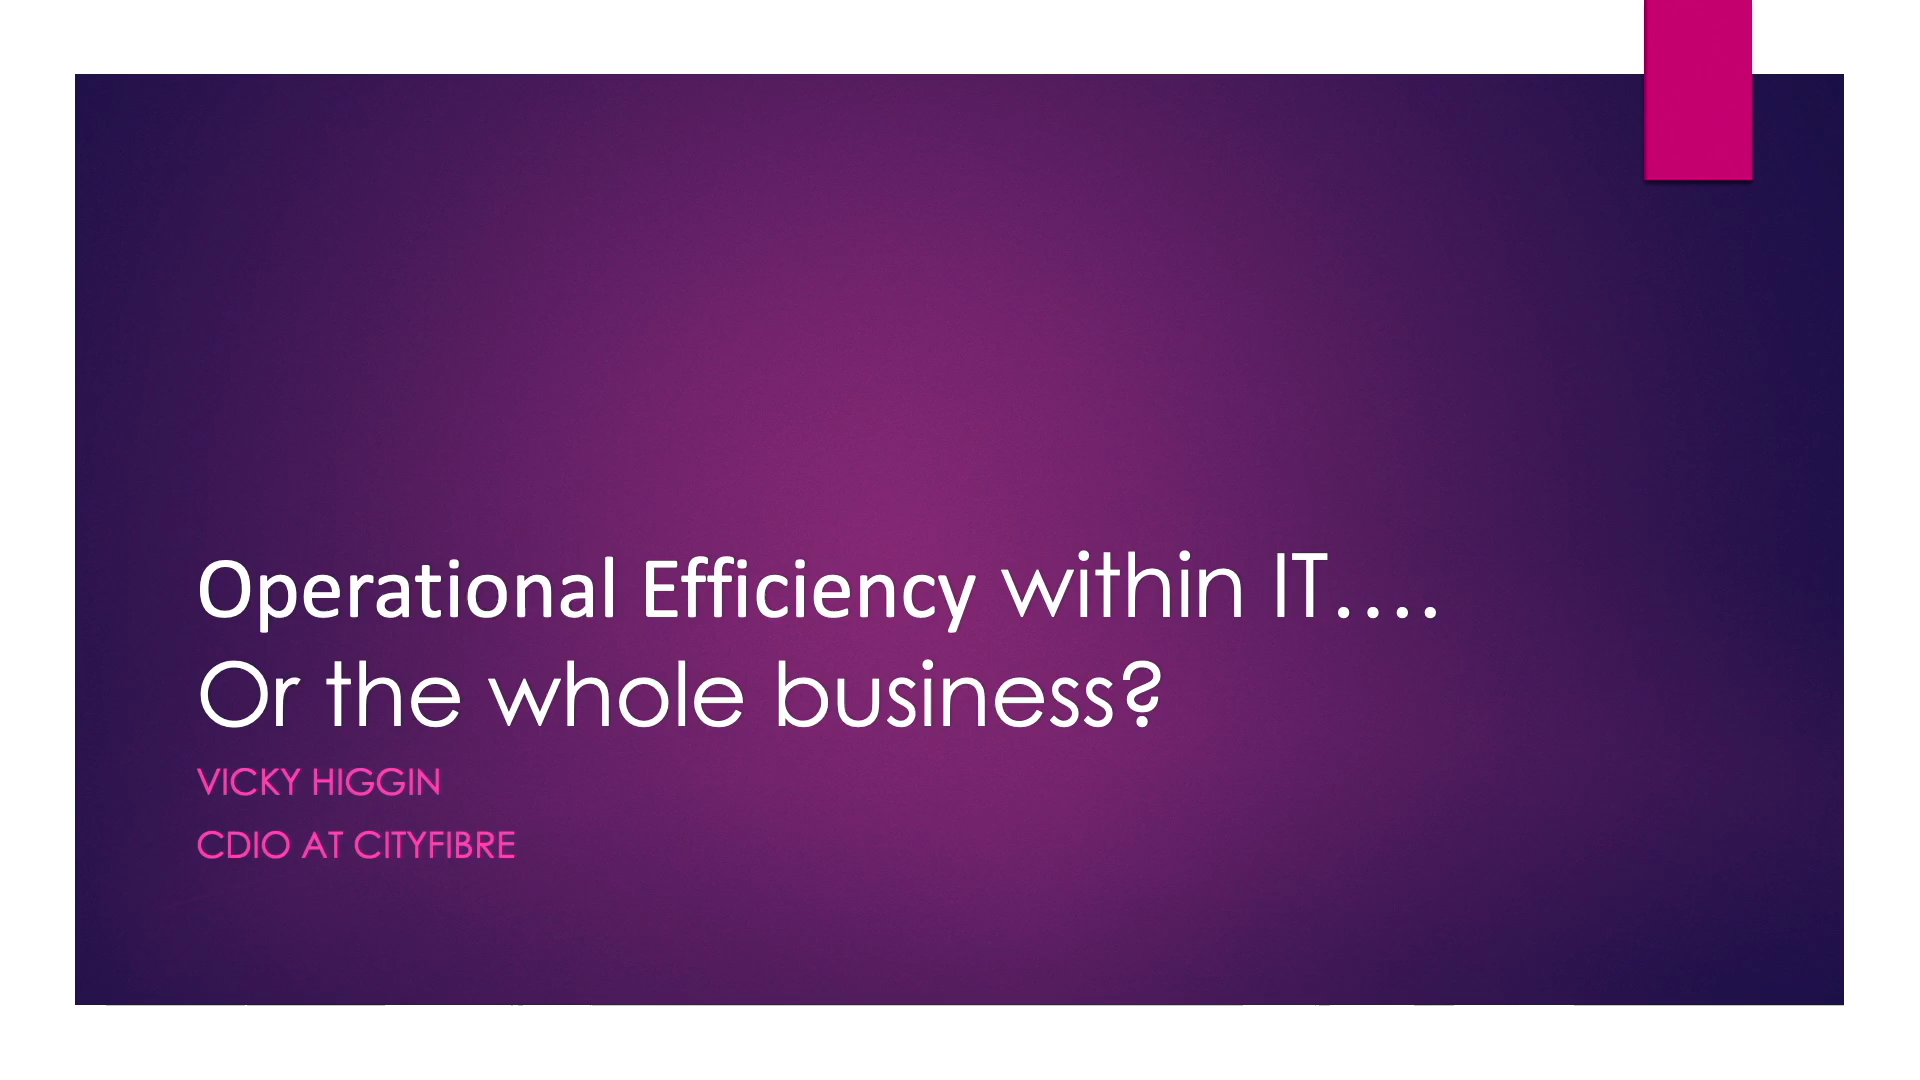 Operational Efficiency within IT....
Or the whole business?
VICKY HIGGIN
CDIO AT CITYFIBRE